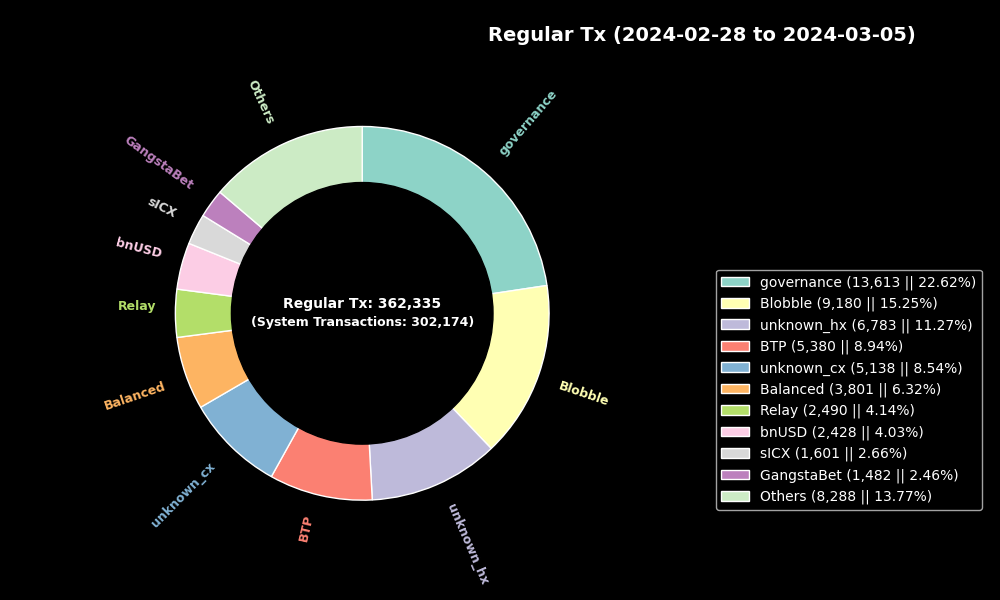 Regular Tx (2024-02-28 to 2024-03-05)
governance
Others
GangstaBet
sICX
bnUSD
Relay
Balanced
unknown_cx
BTP
unknown_hx
Blobble
Regular Tx: 362,335
(System Transactions: 302,174)
governance (13,613 || 22.62%)
Blobble (9,180 || 15.25%)
unknown_hx (6,783 || 11.27%)
BTP (5,380 || 8.94%)
unknown_cx (5,138 || 8.54%)
Balanced (3,801 || 6.32%)
Relay (2,490 || 4.14%)
bnUSD (2,428 || 4.03%)
sICX (1,601 || 2.66%)
GangstaBet (1,482 || 2.46%)
Others (8,288 || 13.77%)